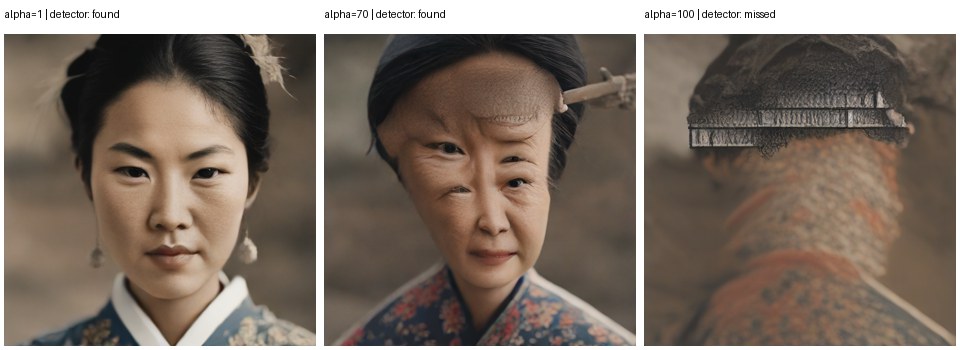 alpha=1 | detector: found
alpha=70 | detector: found
alpha=100 | detector: missed